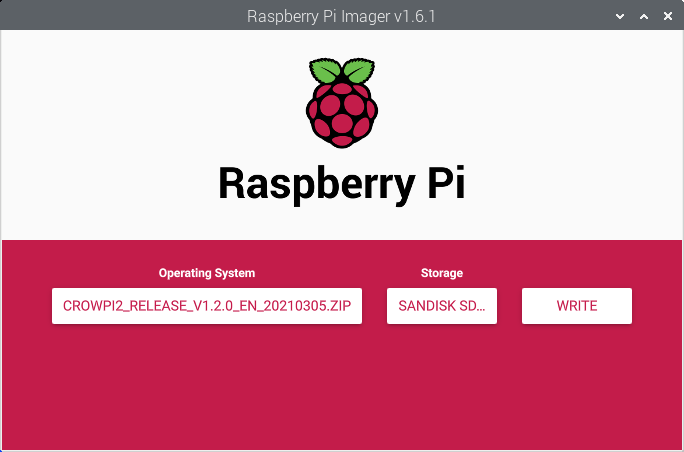 Raspberry Pi Imager v1.6.1
Raspberry Pi
Operating System
Storage
CROWPI2_RELEASE_V1.2.0_EN_20210305.ZIP
SANDISK SD...
WRITE